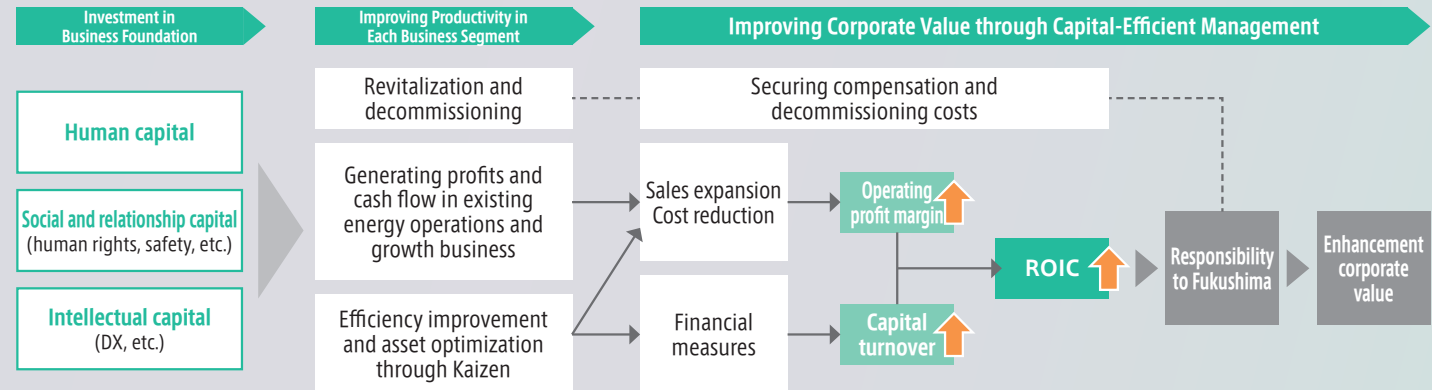 Investment in
Business Foundation
Improving Productivity in
Each Business Segment
Improving Corporate Value through Capital-Efficient Management
Human capital
Social and relationship capital
(human rights, safety, etc.)
Intellectual capital
(DX, etc.)
Revitalization and
decommissioning
Generating profits and
cash flow in existing
energy operations and
growth business
Efficiency improvement
and asset optimization
through Kaizen
Securing compensation and
decommissioning costs
Sales expansion
Cost reduction
Financial
measures
Operating
profit margin
Capital
turnover
ROIC
Responsibility
to Fukushima
Enhancement
corporate
value